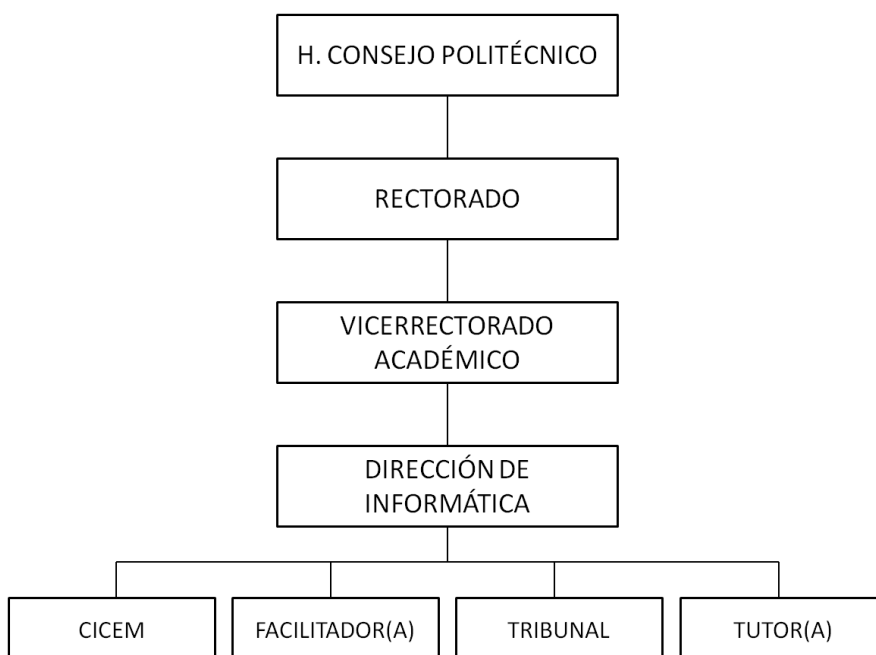 H. CONSEJO POLITÉCNICO
RECTORADO
VICERRECTORADO
ACADÉMICO
DIRECCIÓN DE
INFORMÁTICA
CICEM
FACILITADOR(A)
TRIBUNAL
TUTOR(A)